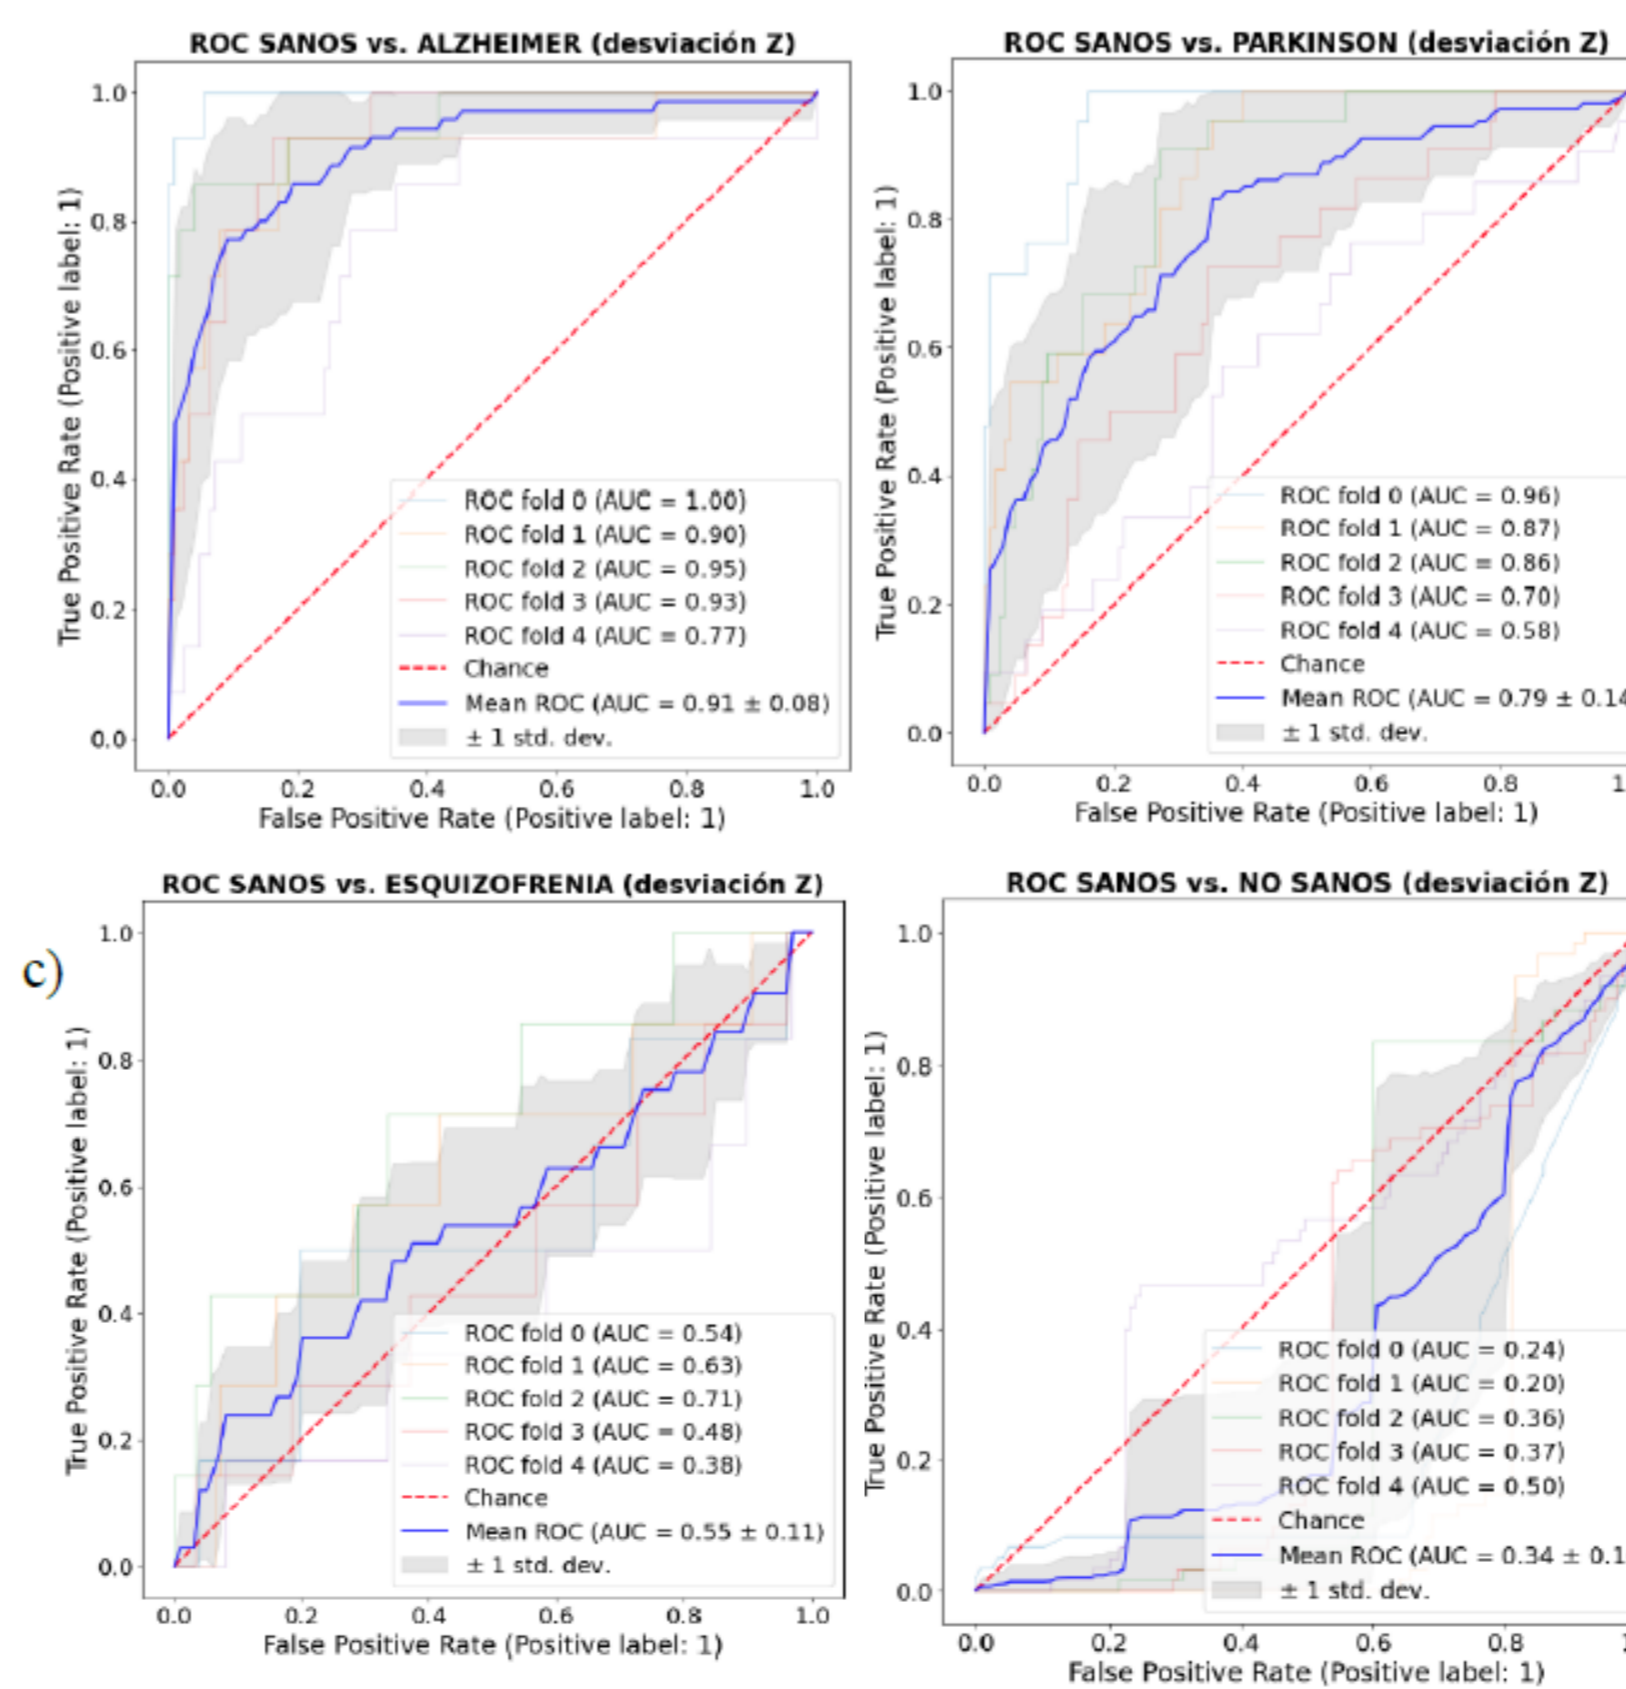 ROC SANOS vs. ALZHEIMER (desviación Z)
True Positive Rate (Positive label: 1)
1.0
0.8
0.6
0.4
0.2
0.0
ROC fold 0 (AUC = 1.00)
ROC fold 1 (AUC = 0.90)
ROC fold 2 (AUC = 0.95)
ROC fold 3 (AUC = 0.93)
ROC fold 4 (AUC = 0.77)
Chance
Mean ROC (AUC = 0.91 ± 0.08)
± 1 std. dev.
0.0 0.2 0.4 0.6 0.8 1.0
False Positive Rate (Positive label: 1)
ROC SANOS vs. PARKINSON (desviación Z)
True Positive Rate (Positive label: 1)
1.0
0.8
0.6
0.4
0.2
0.0
ROC fold 0 (AUC = 0.96)
ROC fold 1 (AUC = 0.87)
ROC fold 2 (AUC = 0.86)
ROC fold 3 (AUC = 0.70)
ROC fold 4 (AUC = 0.58)
Chance
Mean ROC (AUC = 0.79 ± 0.14
± 1 std. dev.
0.0 0.2 0.4 0.6 0.8 1
False Positive Rate (Positive label: 1)
c)
ROC SANOS vs. ESQUIZOFRENIA (desviación Z)
True Positive Rate (Positive label: 1)
1.0
0.8
0.6
0.4
0.2
0.0
ROC fold 0 (AUC = 0.54)
ROC fold 1 (AUC = 0.63)
ROC fold 2 (AUC = 0.71)
ROC fold 3 (AUC = 0.48)
ROC fold 4 (AUC = 0.38)
Chance
Mean ROC (AUC = 0.55 ± 0.11)
± 1 std. dev.
0.0 0.2 0.4 0.6 0.8 1.0
False Positive Rate (Positive label: 1)
ROC SANOS vs. NO SANOS (desviación Z)
True Positive Rate (Positive label: 1)
1.0
0.8
0.6
0.4
0.2
0.0
ROC fold 0 (AUC = 0.24)
ROC fold 1 (AUC = 0.20)
ROC fold 2 (AUC = 0.36)
ROC fold 3 (AUC = 0.37)
ROC fold 4 (AUC = 0.50)
Chance
Mean ROC (AUC = 0.34 ± 0.1
± 1 std. dev.
0.0 0.2 0.4 0.6 0.8
False Positive Rate (Positive label: 1)